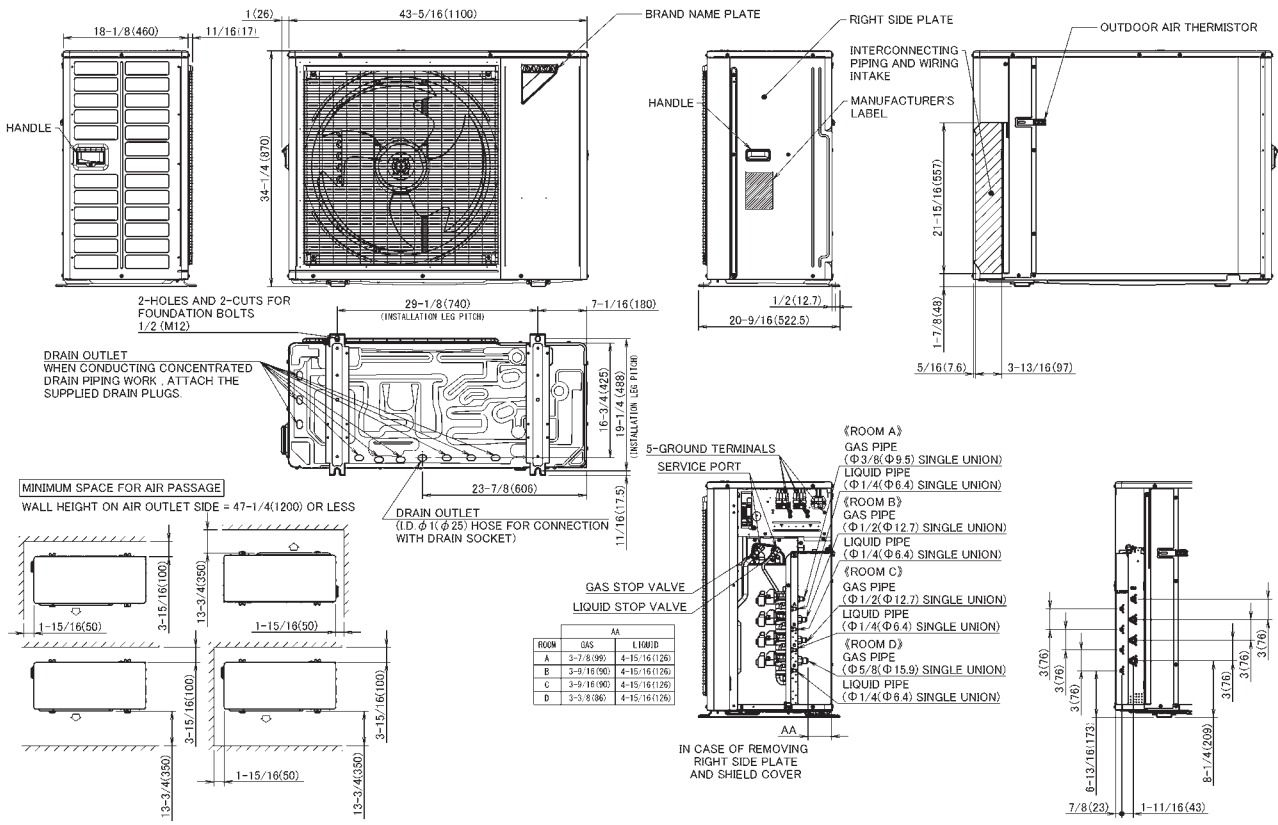 1(26)
43-5/16(1100)
18-1/8(460)
11/16(17)
34-1/4(870)
HANDLE
BRAND NAME PLATE
RIGHT SIDE PLATE
OUTDOOR AIR THERMISTOR
INTERCONNECTING
PIPING AND WIRING
INTAKE
HANDLE
MANUFACTURER'S
LABEL
21-15/16(557)
1-7/8(48)
1/2(12.7)
20-9/16(522.5)
5/16(7.6)
3-13/16(97)
2-HOLES AND 2-CUTS FOR
FOUNDATION BOLTS
1/2 (M12)
29-1/8(740)
(INSTALLATION LEG PITCH)
7-1/16(180)
DRAIN OUTLET
WHEN CONDUCTING CONCENTRATED
DRAIN PIPING WORK , ATTACH THE
SUPPLIED DRAIN PLUGS.
16-3/4(425)
19-1/4(488)
(INSTALLATION LEG PITCH)
23-7/8(606)
11/16(17.5)
DRAIN OUTLET
(I.D. φ1(φ25) HOSE FOR CONNECTION
WITH DRAIN SOCKET)
MINIMUM SPACE FOR AIR PASSAGE
WALL HEIGHT ON AIR OUTLET SIDE = 47-1/4(1200) OR LESS
3-15/16(100)
13-3/4(350)
1-15/16(50)
1-15/16(50)
3-15/16(100)
3-15/16(100)
13-3/4(350)
1-15/16(50)
13-3/4(350)
5-GROUND TERMINALS
SERVICE PORT
GAS STOP VALVE
LIQUID STOP VALVE
AA
ROOM GAS LIQUID
A 3-7/8(99) 4-15/16(126)
B 3-9/16(90) 4-15/16(126)
C 3-9/16(90) 4-15/16(126)
D 3-3/8(86) 4-15/16(126)
《ROOM A》
GAS PIPE
(Φ3/8(Φ9.5) SINGLE UNION)
LIQUID PIPE
(Φ1/4(Φ6.4) SINGLE UNION)
《ROOM B》
GAS PIPE
(Φ1/2(Φ12.7) SINGLE UNION)
LIQUID PIPE
(Φ1/4(Φ6.4) SINGLE UNION)
《ROOM C》
GAS PIPE
(Φ1/2(Φ12.7) SINGLE UNION)
LIQUID PIPE
(Φ1/4(Φ6.4) SINGLE UNION)
《ROOM D》
GAS PIPE
(Φ5/8(Φ15.9) SINGLE UNION)
LIQUID PIPE
(Φ1/4(Φ6.4) SINGLE UNION)
AA
IN CASE OF REMOVING
RIGHT SIDE PLATE
AND SHIELD COVER
3(76)
3(76)
3(76)
3(76)
3(76)
3(76)
6-13/16(173)
8-1/4(209)
7/8(23)
1-11/16(43)